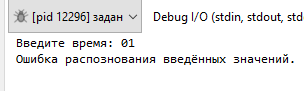 [pid 12296] задан
Debug I/O (stdin, stdout, std
Введите время: 01
Ошибка распознования введённых значений.